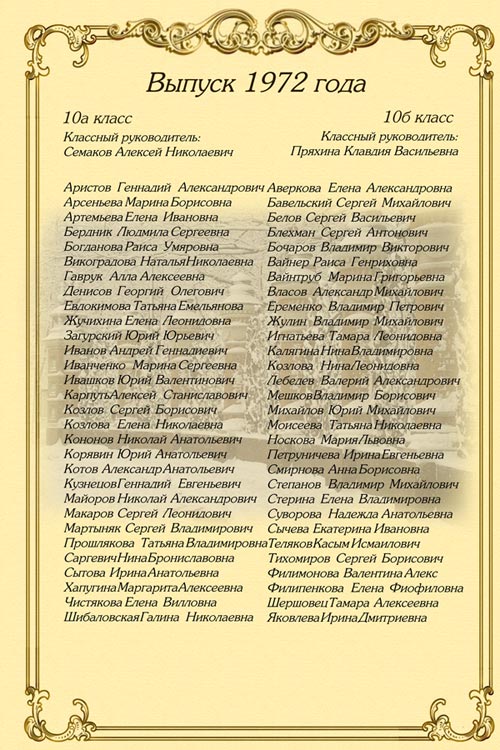 Выпуск 1972 года
10а класс
Классный руководитель:
Семаков Алексей Николаевич
Аристов Геннадий Александрович
Арсеньева Марина Борисовна
Артемьева Елена Ивановна
Бердник Людмила Сергеевна
Богданова Раиса Умяровна
Викоградова Наталья Николаевна
Гаврук Алла Алексеевна
Денисов Георгий Олегович
Евдокимова Татьяна Емельянова
Жучихина Елена Леонидовна
Загурский Юрий Юрьевич
Иванов Андрей Геннадиевич
Иванченко Марина Сергеевна
Ивашков Юрий Валентинович
Карпуть Алексей Станиславович
Козлов Сергей Борисович
Козлова Елена Николаевна
Кононов Николай Анатольевич
Корявин Юрий Анатольевич
Котов Александр Анатольевич
Кузнецов Геннадий Евгеньевич
Майоров Николай Александрович
Макаров Сергей Леонидович
Мартыняк Сергей Владимирович
Прошлякова Татьяна Владимировна
Саргевич Нина Брониславовна
Сытова Ирина Анатольевна
Хапугина Маргарита Алексеевна
Чистякова Елена Вилловна
Шибаловская Галина Николаевна
10б класс
Классный руководитель:
Пряхина Клавдия Васильевна
Аверкова Елена Александровна
Бавельский Сергей Михайлович
Белов Сергей Васильевич
Блехман Сергей Антонович
Бочаров Владимир Викторович
Вайнер Раиса Генриховна
Вайнтруб Марина Григорьевна
Власов Александр Михайлович
Еременко Владимир Петрович
Жулин Владимир Михайлович
Игнатьева Тамара Леонидовна
Калягина Нина Владимировна
Козлова Нина Леонидовна
Лебедев Валерий Александрович
Мешков Владимир Борисович
Михайлов Юрий Михайлович
Моисеева Татьяна Николаевна
Носкова Мария Львовна
Петруничева Ирина Евгеньевна
Смирнова Анна Борисовна
Степанов Владимир Михайлович
Стерина Елена Владимировна
Суворова Надежда Анатольевна
Сычева Екатерина Ивановна
Теляков Касым Исмаилович
Тихомиров Сергей Борисович
Филимонова Валентина Алекс
Филипенкова Елена Фиофиловна
Шершовец Тамара Алексеевна
Яковлева Ирина Дмитриевна